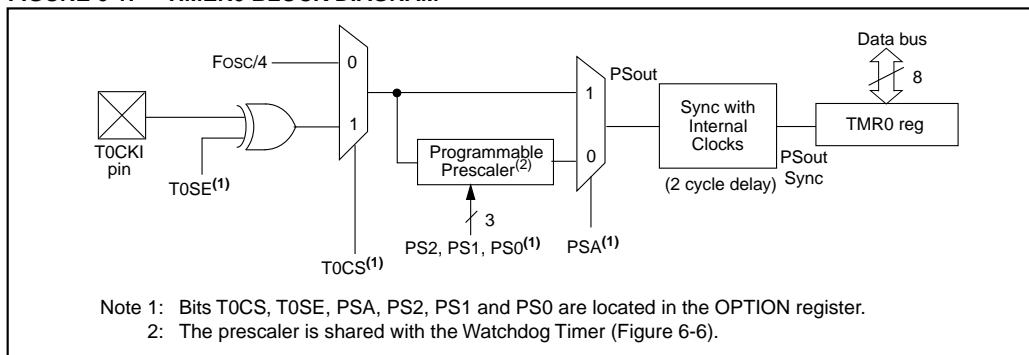 FOSC/4
0
1
T0CKI
pin
T0SE(1)
T0CS(1)
Programmable
Prescaler(2)
3
PS2, PS1, PS0(1)
1
0
PSA(1)
PSout
Sync with
Internal
Clocks
(2 cycle delay)
PSout
Sync
Data bus
8
TMR0 reg
Note 1: Bits T0CS, T0SE, PSA, PS2, PS1 and PS0 are located in the OPTION register.
2: The prescaler is shared with the Watchdog Timer (Figure 6-6).